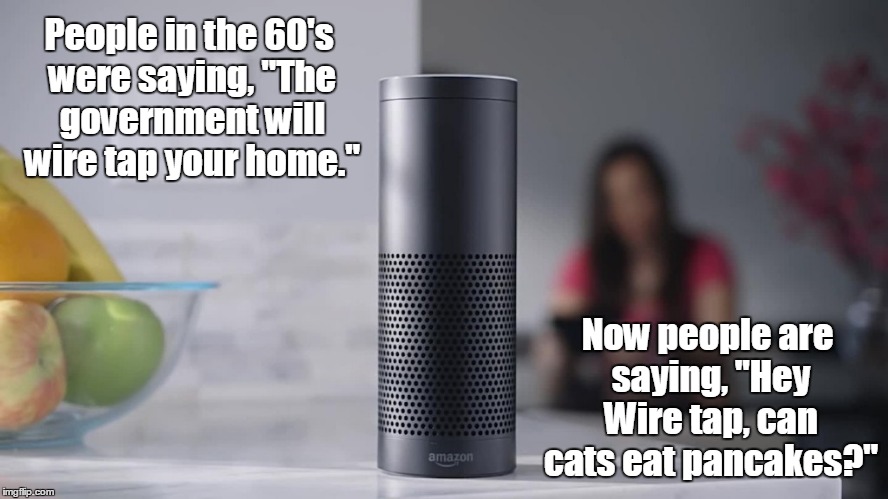 People in the 60's
were saying, "The
government will
wire tap your home."
Now people are
saying, "Hey
Wire tap, can
cats eat pancakes?"
amazon
imgflip.com